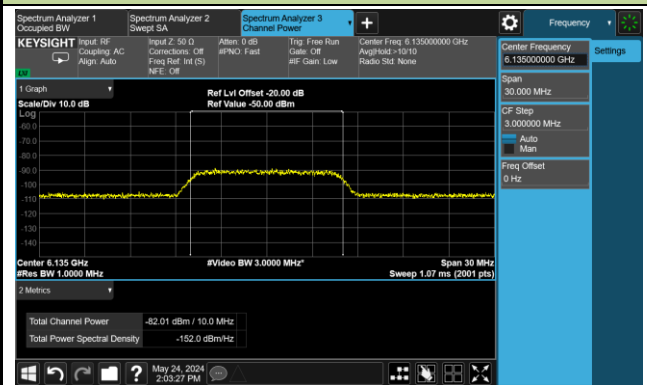 Spectrum Analyzer 1
Occupied BW
Spectrum Analyzer 2
Swept SA
Spectrum Analyzer 3
Channel Power
Frequency
KEYSIGHT
Input: RF
Coupling: AC
Align: Auto
Input Z: 50 Ω
Corrections: Off
Freq Ref: Int (S)
NFE: Off
Atten: 0 dB
#PNO: Fast
Trig: Free Run
Gate: Off
#IF Gain: Low
Center Freq: 6.135000000 GHz
Avg|Hold:>10/10
Radio Std: None
Center Frequency
6.135000000 GHz
Settings
Span
30.000 MHz
CF Step
3.000000 MHz
Auto
Man
Freq Offset
0 Hz
1 Graph
Ref Lvl Offset -20.00 dB
Scale/Div 10.0 dB
Ref Value -50.00 dBm
Log
-60.0
-70.0
-80.0
-90.0
-100
-110
-120
-130
-140
Center 6.135 GHz
#Video BW 3.0000 MHz*
Span 30 MHz
#Res BW 1.0000 MHz
Sweep 1.07 ms (2001 pts)
2 Metrics
Total Channel Power
-82.01 dBm / 10.0 MHz
Total Power Spectral Density
-152.0 dBm/Hz
?
May 24, 2024
2:03:27 PM